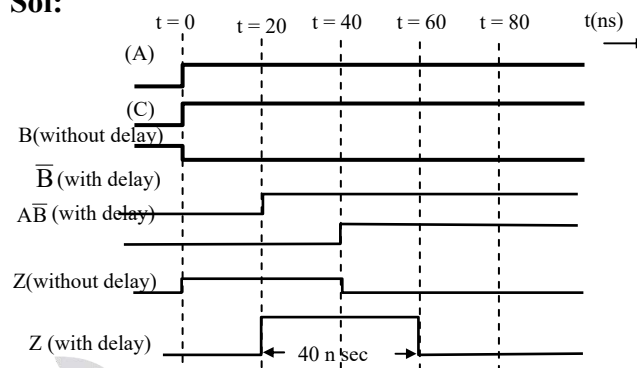 Sol:
t = 0 t = 20 t = 40 t = 60 t = 80 t(ns)
(A)
(C)
B(without delay)
B̅ (with delay)
AB̅ (with delay)
Z(without delay)
Z (with delay)
40 n sec